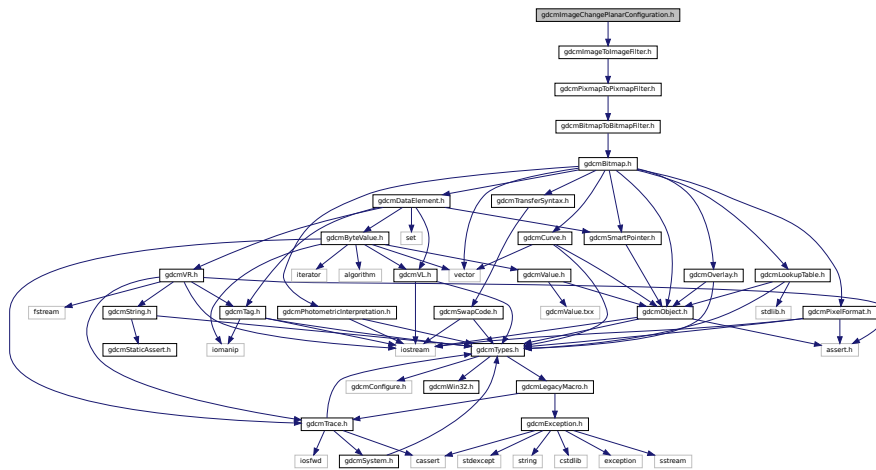 gdcmImageChangePlanarConfiguration.h
gdcmImageToImageFilter.h
gdcmPixmapToPixmapFilter.h
gdcmBitmapToBitmapFilter.h
gdcmBitmap.h
gdcmDataElement.h
gdcmTransferSyntax.h
gdcmByteValue.h
set
gdcmCurve.h
gdcmSmartPointer.h
gdcmVR.h
iterator
algorithm
gdcmVL.h
vector
gdcmValue.h
gdcmOverlay.h
gdcmLookupTable.h
fstream
gdcmString.h
gdcmTag.h
gdcmPhotometricInterpretation.h
gdcmSwapCode.h
gdcmValue.txx
gdcmObject.h
stdlib.h
gdcmPixelFormat.h
gdcmStaticAssert.h
iomanip
iostream
gdcmTypes.h
assert.h
gdcmConfigure.h
gdcmWin32.h
gdcmLegacyMacro.h
gdcmTrace.h
gdcmException.h
iosfwd
gdcmSystem.h
cassert
stdexcept
string
cstdlib
exception
sstream